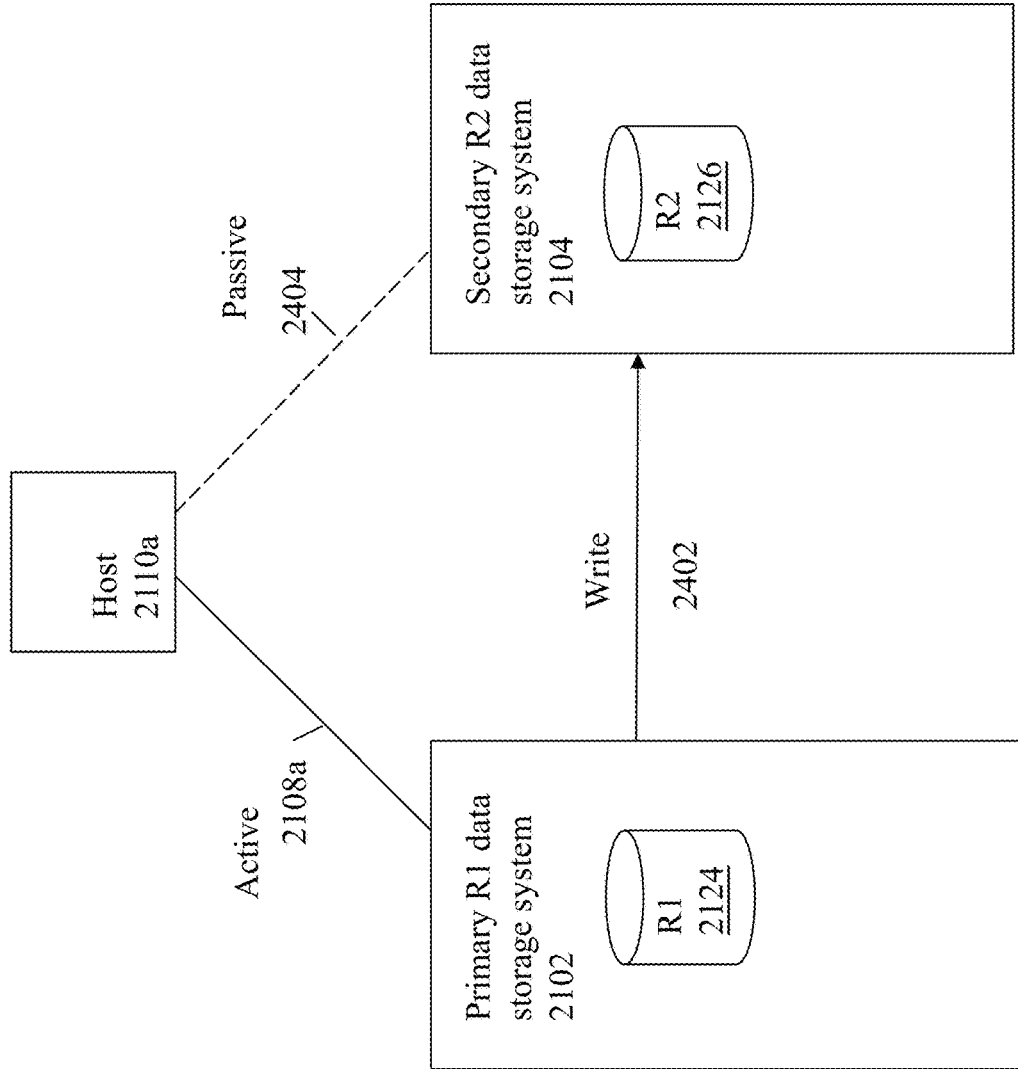 Host
2110a
Active
2108a
Passive
2404
Primary R1 data
storage system
2102
R1
2124
Write
2402
Secondary R2 data
storage system
2104
R2
2126